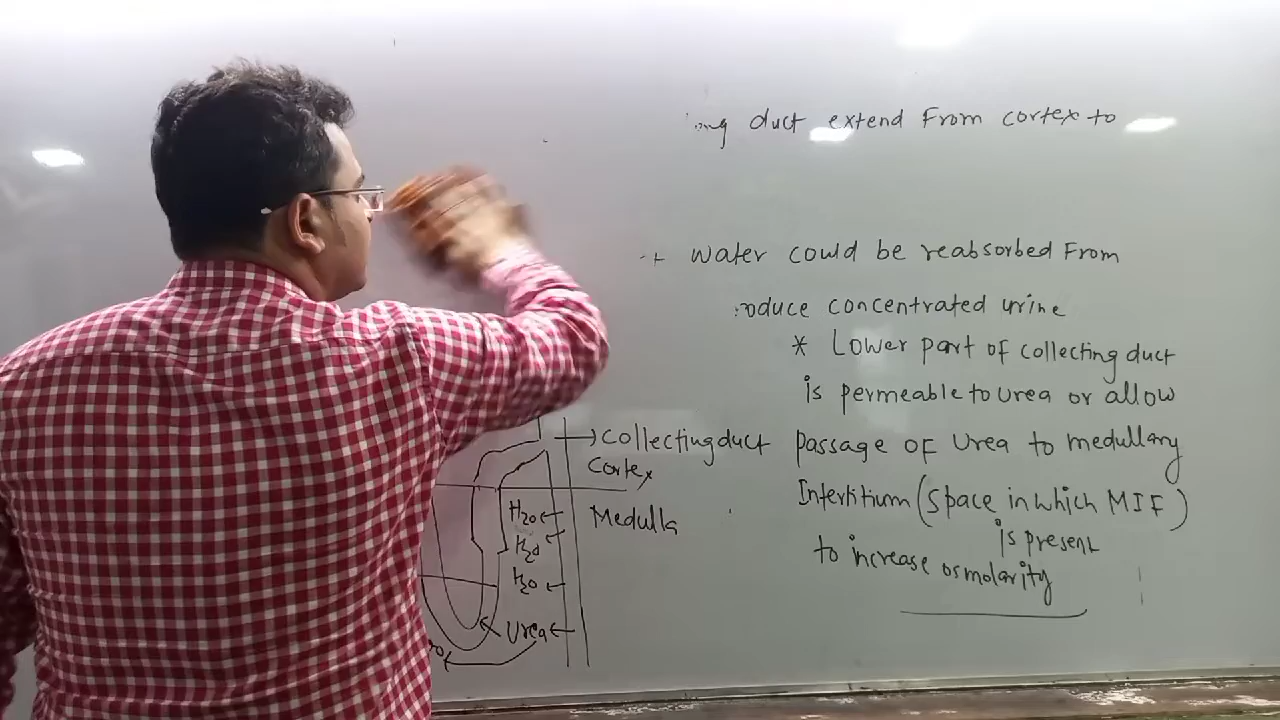 duct extend From cortex to
Water could be reabsorbed From
oduce concentrated urine
* Lower part of collecting duct
is permeable to Urea or allow
Passage of Urea to medullary
Intertitium (Space in which MIF)
is present
to increase osmolarity
Collecting duct
Cortex
Medulla
H2o
H2o
H2o
Urea